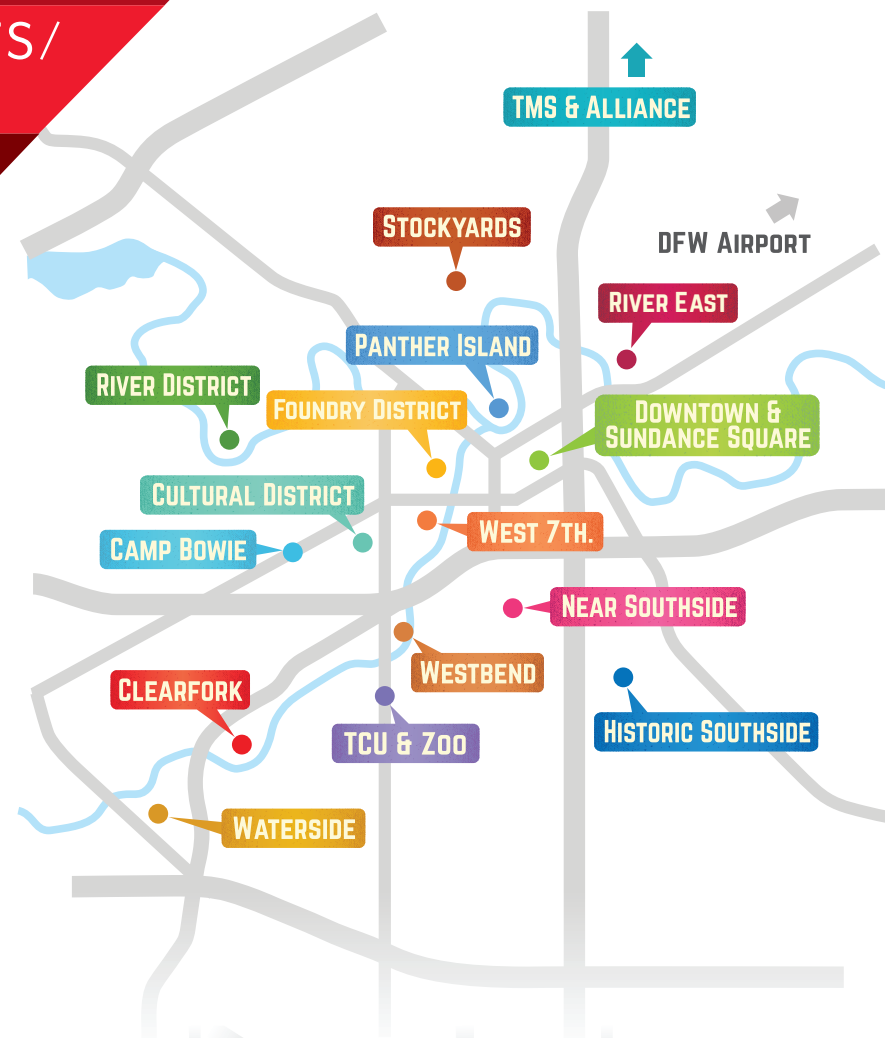 S/
TMS & ALLIANCE
STOCKYARDS
DFW AIRPORT
RIVER EAST
PANTHER ISLAND
RIVER DISTRICT
FOUNDRY DISTRICT
DOWNTOWN &
SUNDANCE SQUARE
CULTURAL DISTRICT
WEST 7TH.
CAMP BOWIE
NEAR SOUTHSIDE
WESTBEND
CLEARFORK
HISTORIC SOUTHSIDE
TCU & ZOO
WATERSIDE